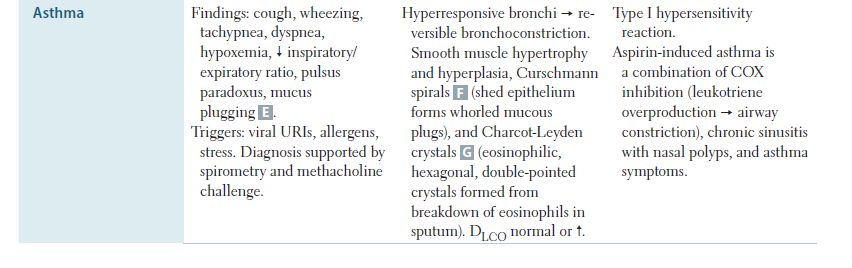 Asthma
Findings: cough, wheezing,
tachypnea, dyspnea,
hypoxemia, ↓ inspiratory/
expiratory ratio, pulsus
paradoxus, mucus
plugging E.
Triggers: viral URIs, allergens,
stress. Diagnosis supported by
spirometry and methacholine
challenge.
Hyperresponsive bronchi → re-
versible bronchoconstriction.
Smooth muscle hypertrophy
and hyperplasia, Curschmann
spirals F (shed epithelium
forms whorled mucous
plugs), and Charcot-Leyden
crystals G (eosinophilic,
hexagonal, double-pointed
crystals formed from
breakdown of eosinophils in
sputum). DLCO normal or ↑.
Type I hypersensitivity
reaction.
Aspirin-induced asthma is
a combination of COX
inhibition (leukotriene
overproduction → airway
constriction), chronic sinusitis
with nasal polyps, and asthma
symptoms.